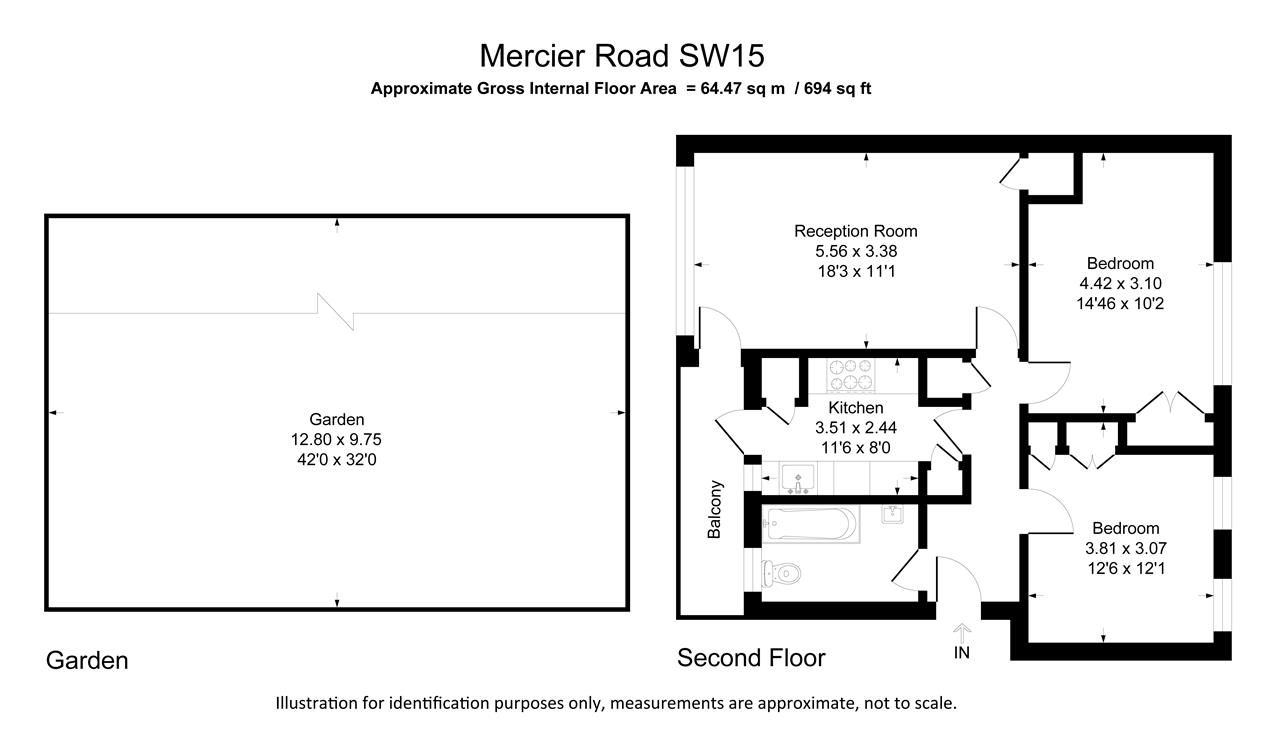 Mercier Road SW15
Approximate Gross Internal Floor Area = 64.47 sq m / 694 sq ft
Reception Room
5.56 x 3.38
18'3 x 11'1
Bedroom
4.42 x 3.10
14'46 x 10'2
Kitchen
3.51 x 2.44
11'6 x 8'0
Garden
12.80 x 9.75
42'0 x 32'0
Balcony
Bedroom
3.81 x 3.07
12'6 x 12'1
IN
Garden
Second Floor
Illustration for identification purposes only, measurements are approximate, not to scale.